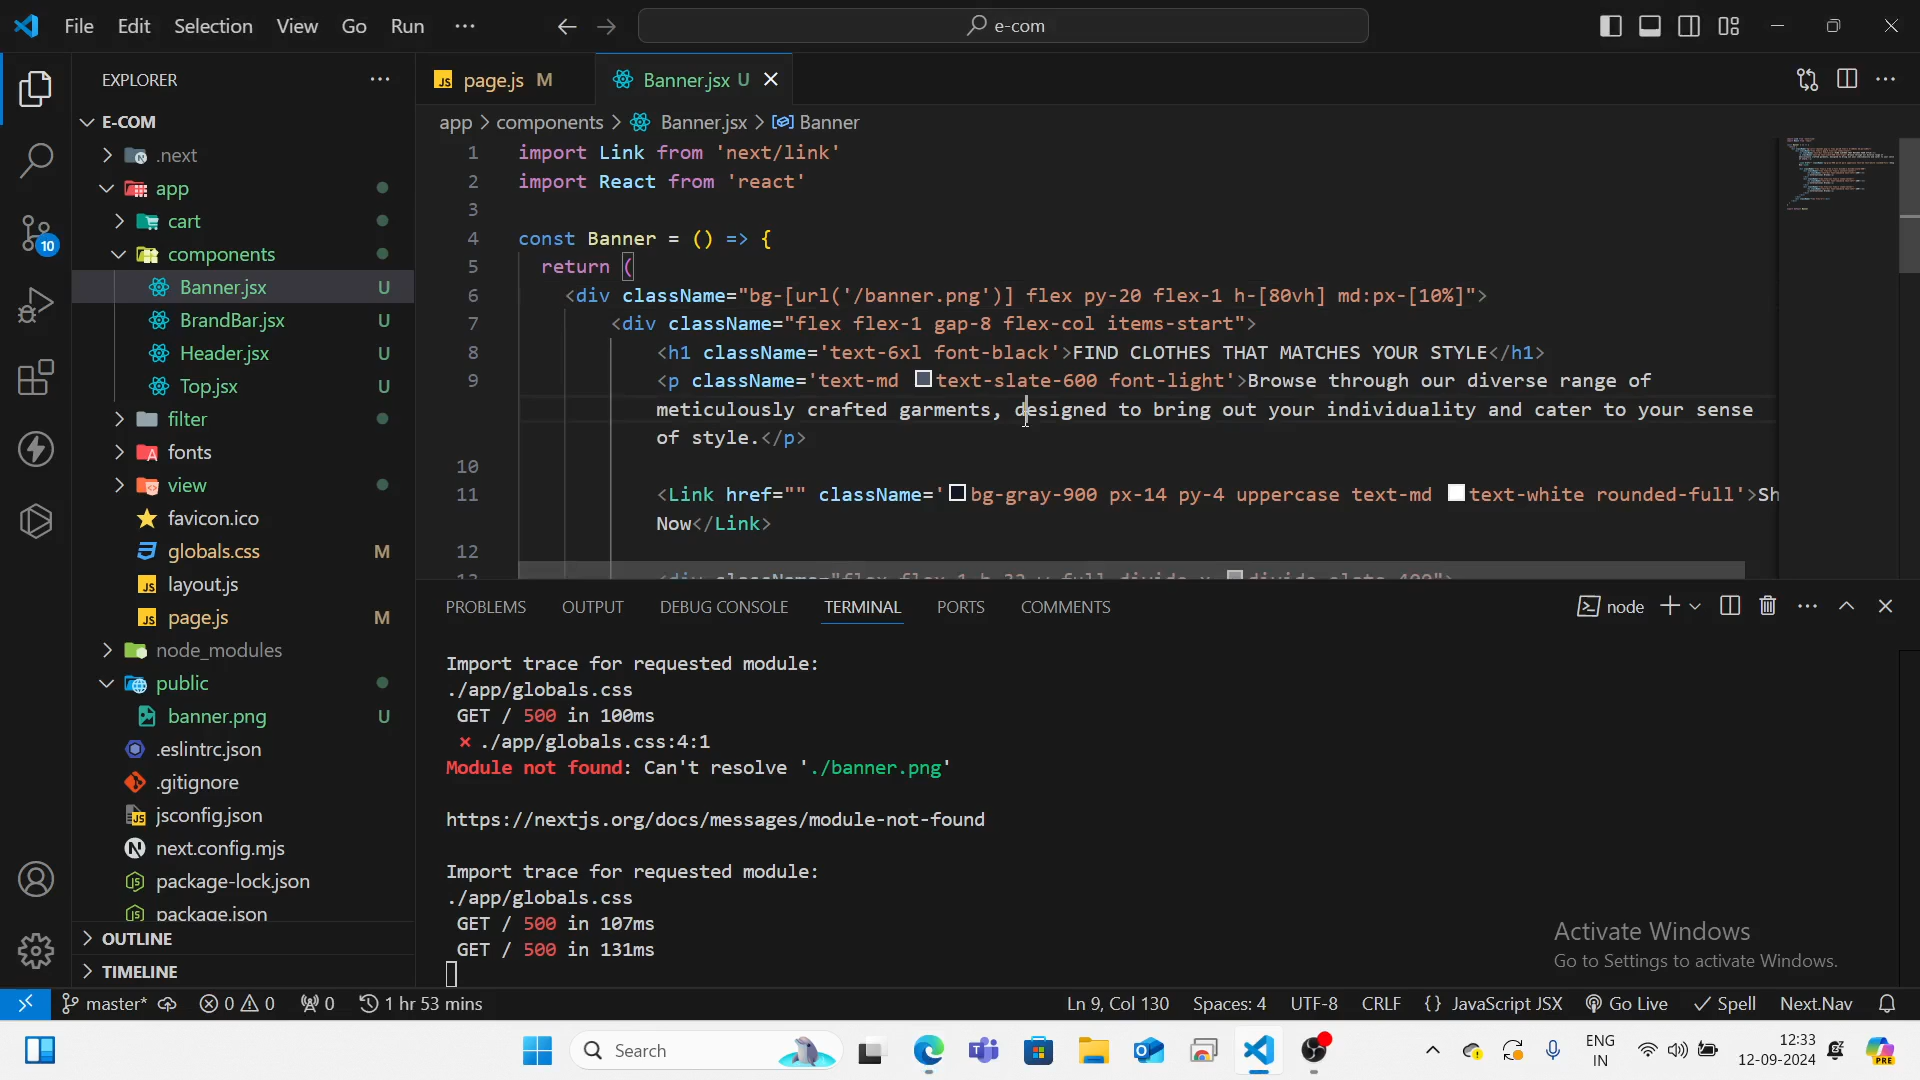 File Edit Selection View Go Run ··· e-com
EXPLORER ···
page.js M Banner.jsx U
E-COM
app > components > Banner.jsx > Banner
.next
app
cart
components
Banner.jsx U
BrandBar.jsx U
Header.jsx U
Top.jsx U
filter
fonts
view
favicon.ico
globals.css M
layout.js
page.js M
node_modules
public
banner.png U
.eslintrc.json
.gitignore
jsconfig.json
next.config.mjs
package-lock.json
package.json
OUTLINE
TIMELINE
10
1 import Link from 'next/link'
2 import React from 'react'
3
4 const Banner = () => {
5 return (
6 <div className="bg-[url('/banner.png')] flex py-20 flex-1 h-[80vh] md:px-[10%]">
7 <div className="flex flex-1 gap-8 flex-col items-start">
8 <h1 className='text-6xl font-black'>FIND CLOTHES THAT MATCHES YOUR STYLE</h1>
9 <p className='text-md text-slate-600 font-light'>Browse through our diverse range of
meticulously crafted garments, designed to bring out your individuality and cater to your sense
of style.</p>
10
11 <Link href="" className='bg-gray-900 px-14 py-4 uppercase text-md text-white rounded-full'>Sh
Now</Link>
12
<div className="flex flex-1 h-32 w-full divide-x divide-slate-400">
PROBLEMS OUTPUT DEBUG CONSOLE TERMINAL PORTS COMMENTS node
Import trace for requested module:
./app/globals.css
GET / 500 in 100ms
⨯ ./app/globals.css:4:1
Module not found: Can't resolve './banner.png'
https://nextjs.org/docs/messages/module-not-found
Import trace for requested module:
./app/globals.css
GET / 500 in 107ms
GET / 500 in 131ms
Activate Windows
Go to Settings to activate Windows.
master* 0 0 0 1 hr 53 mins Ln 9, Col 130 Spaces: 4 UTF-8 CRLF {} JavaScript JSX Go Live Spell Next.Nav
Search ENG
IN
12:33
12-09-2024
PRE